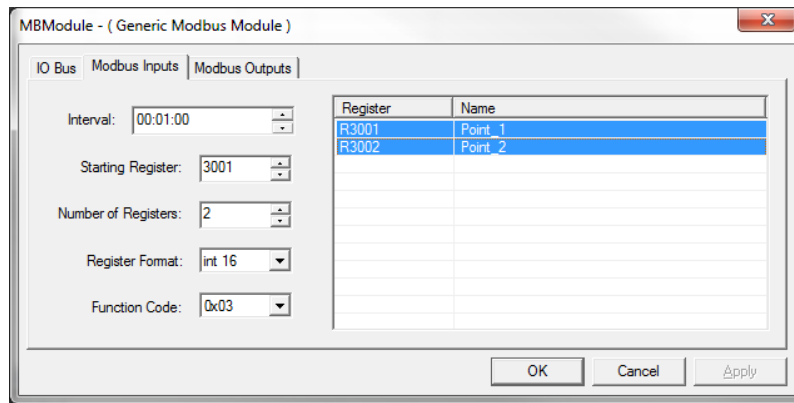 MBModule - ( Generic Modbus Module )
IO Bus Modbus Inputs Modbus Outputs
Interval: 00:01:00
Starting Register: 3001
Number of Registers: 2
Register Format: int 16
Function Code: 0x03
Register Name
R3001 Point_1
R3002 Point_2
OK Cancel Apply